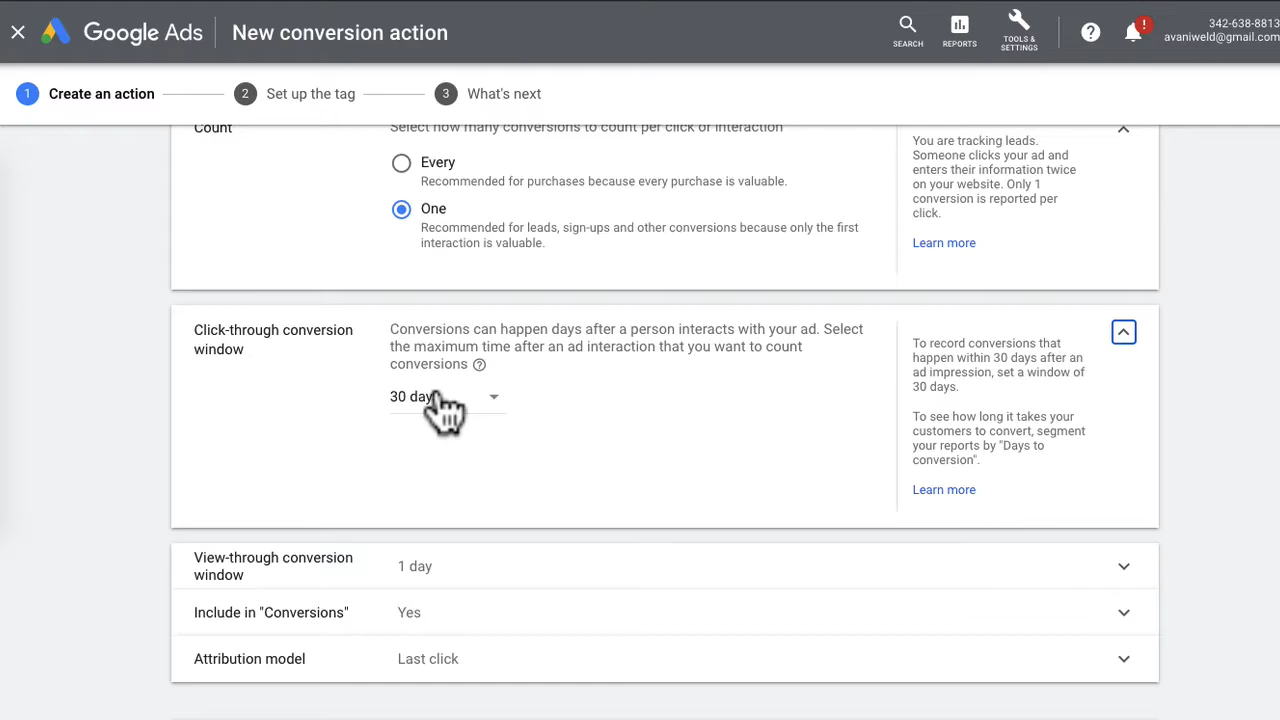 Google Ads
New conversion action
SEARCH
REPORTS
TOOLS &
SETTINGS
?
!
342-638-8813
avaniweld@gmail.com
1 Create an action
2 Set up the tag
3 What's next
Count
Select how many conversions to count per click or interaction
Every
Recommended for purchases because every purchase is valuable.
One
Recommended for leads, sign-ups and other conversions because only the first
interaction is valuable.
You are tracking leads.
Someone clicks your ad and
enters their information twice
on your website. Only 1
conversion is reported per
click.
Learn more
Click-through conversion
window
Conversions can happen days after a person interacts with your ad. Select
the maximum time after an ad interaction that you want to count
conversions ?
30 day
To record conversions that
happen within 30 days after an
ad impression, set a window of
30 days.
To see how long it takes your
customers to convert, segment
your reports by "Days to
conversion".
Learn more
View-through conversion
window
1 day
Include in "Conversions"
Yes
Attribution model
Last click